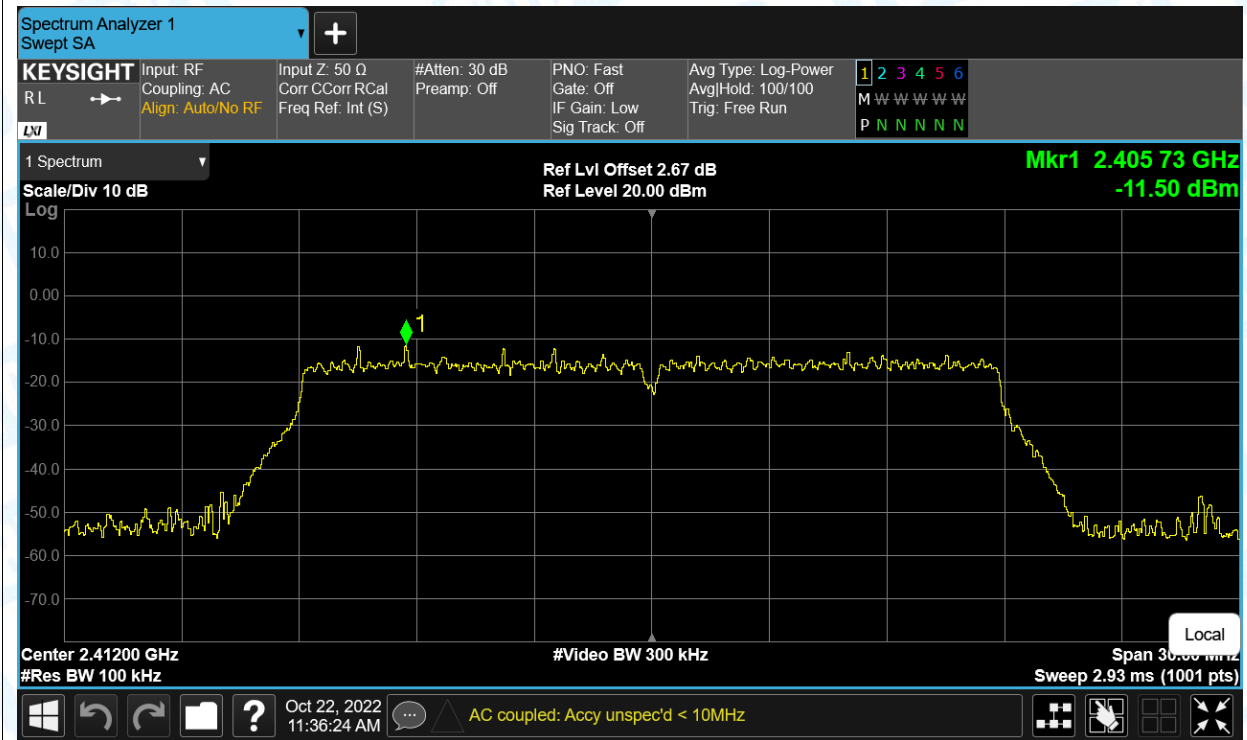 Spectrum Analyzer 1
Swept SA
KEYSIGHT
R L
LXI
Input: RF
Coupling: AC
Align: Auto/No RF
Input Z: 50 Ω
Corr CCorr RCal
Freq Ref: Int (S)
#Atten: 30 dB
Preamp: Off
PNO: Fast
Gate: Off
IF Gain: Low
Sig Track: Off
Avg Type: Log-Power
Avg|Hold: 100/100
Trig: Free Run
1 2 3 4 5 6
M W W W W W
P N N N N N
1 Spectrum
Scale/Div 10 dB
Log
Ref Lvl Offset 2.67 dB
Ref Level 20.00 dBm
Mkr1 2.405 73 GHz
-11.50 dBm
10.0
0.00
-10.0
-20.0
-30.0
-40.0
-50.0
-60.0
-70.0
1
Local
Center 2.41200 GHz
#Res BW 100 kHz
#Video BW 300 kHz
Span
Sweep 2.93 ms (1001 pts)
?
Oct 22, 2022
11:36:24 AM
AC coupled: Accy unspec'd < 10MHz